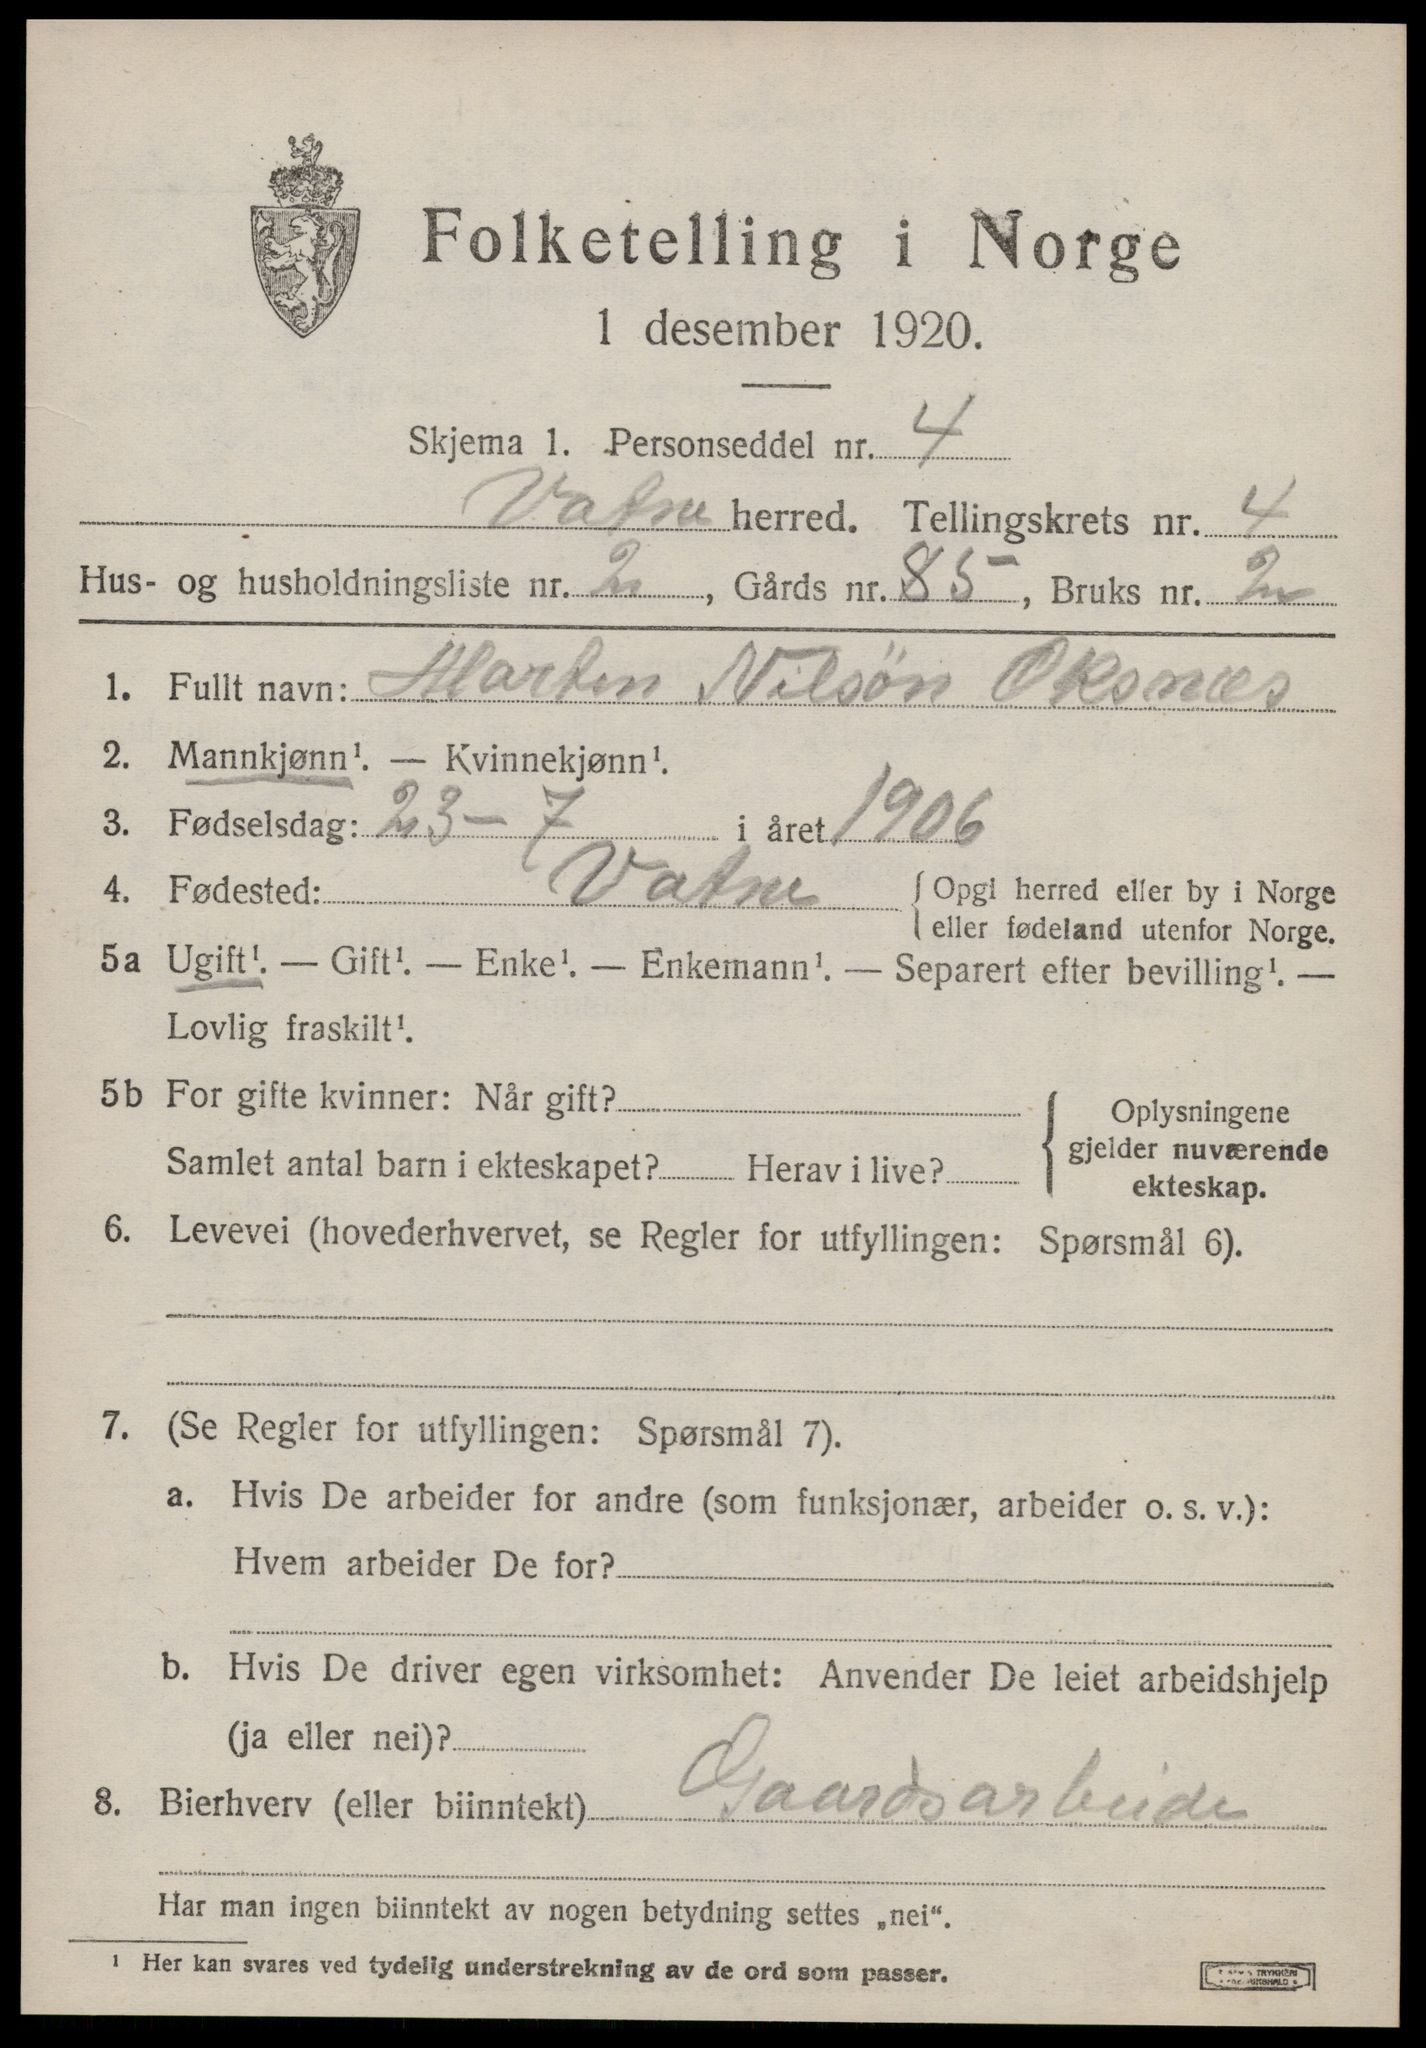 Folketelling i Norge
1 desember 1920.
Skjema 1. Personseddel nr. 4
Vatne herred. Tellingskrets nr. 4
Hus- og husholdningsliste nr. 2, Gårds nr. 85, Bruks nr. 2
1. Fullt navn: Marten Nilsøn Oksnæs
2. Mannkjønn¹. — Kvinnekjønn¹.
3. Fødselsdag: 23-7 i året 1906
4. Fødested: Vatne { Opgl herred eller by i Norge
eller fødeland utenfor Norge.
5a Ugift¹. — Gift¹. — Enke¹. — Enkemann¹. — Separert efter bevilling¹. —
Lovlig fraskilt¹.
5b For gifte kvinner: Når gift?
Samlet antal barn i ekteskapet? Herav i live?
{ Oplysningene
gjelder nuværende
ekteskap.
6. Levevei (hovederhvervet, se Regler for utfyllingen: Spørsmål 6).
7. (Se Regler for utfyllingen: Spørsmål 7).
a. Hvis De arbeider for andre (som funksjonær, arbeider o. s. v.):
Hvem arbeider De for?
b. Hvis De driver egen virksomhet: Anvender De leiet arbeidshjelp
(ja eller nei)?
8. Bierhverv (eller biinntekt) Gaardsarbeide
Har man ingen biinntekt av nogen betydning settes „nei“.
¹ Her kan svares ved tydelig understrekning av de ord som passer.
TRYKKERI